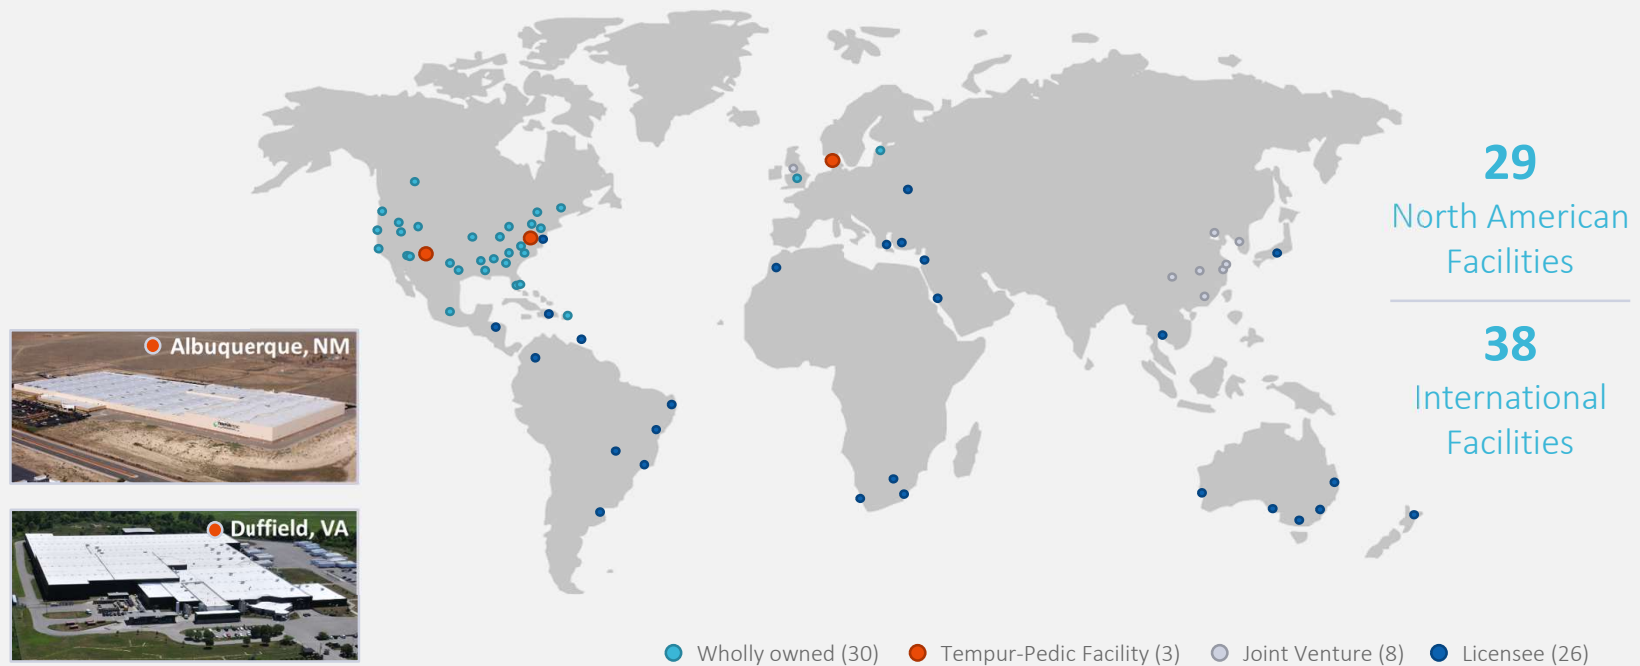 29
North American
Facilities
38
International
Facilities
Albuquerque, NM
Duffield, VA
Wholly owned (30)
Tempur-Pedic Facility (3)
Joint Venture (8)
Licensee (26)